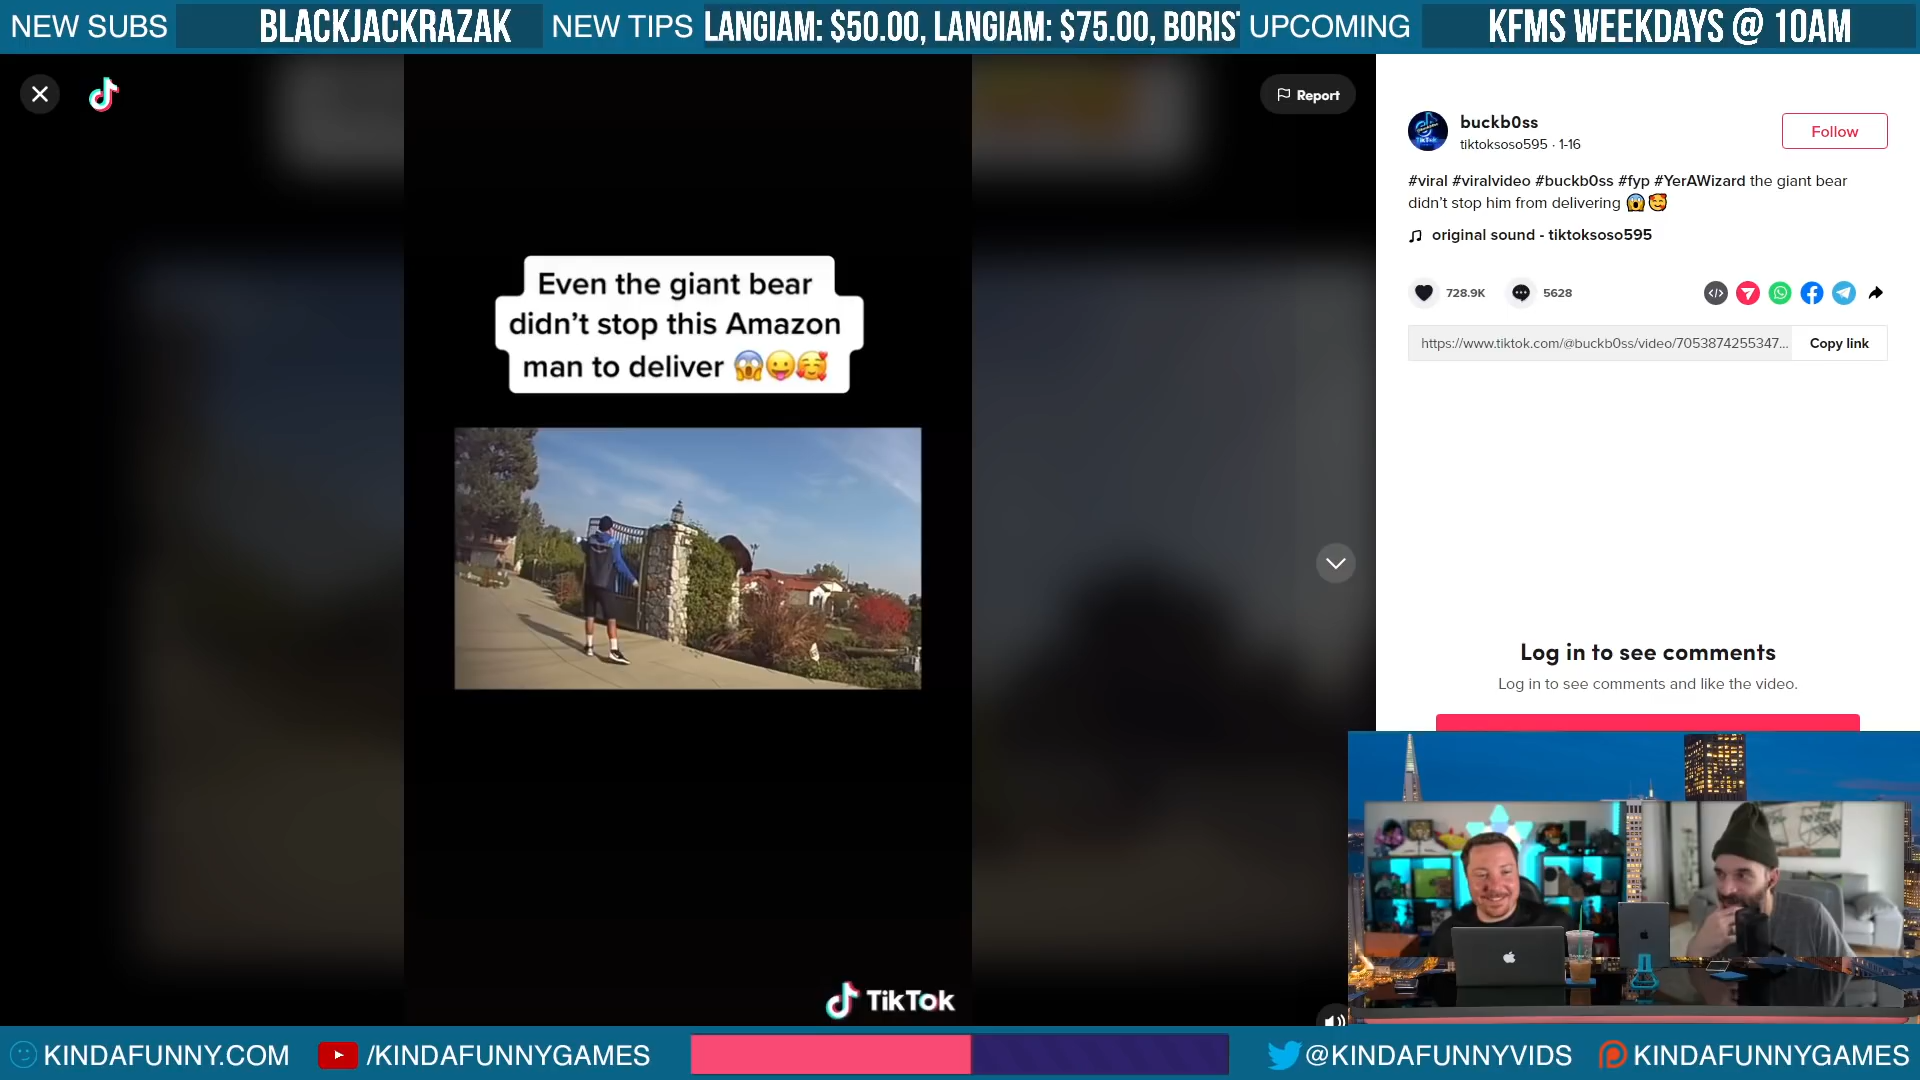 NEW SUBS BLACKJACKRAZAK NEW TIPS LANGIAM: $50.00, LANGIAM: $75.00, BORIS UPCOMING KFMS WEEKDAYS @ 10AM
Report
buckb0ss
tiktoksoso595 · 1-16
Follow
#viral #viralvideo #buckb0ss #fyp #YerAWizard the giant bear
didn't stop him from delivering 😱🥰
original sound - tiktoksoso595
728.9K
5628
https://www.tiktok.com/@buckb0ss/video/7053874255347...
Copy link
Even the giant bear
didn't stop this Amazon
man to deliver 😱😛🥰
Log in to see comments
Log in to see comments and like the video.
TikTok
KINDAFUNNY.COM /KINDAFUNNYGAMES @KINDAFUNNYVIDS KINDAFUNNYGAMES